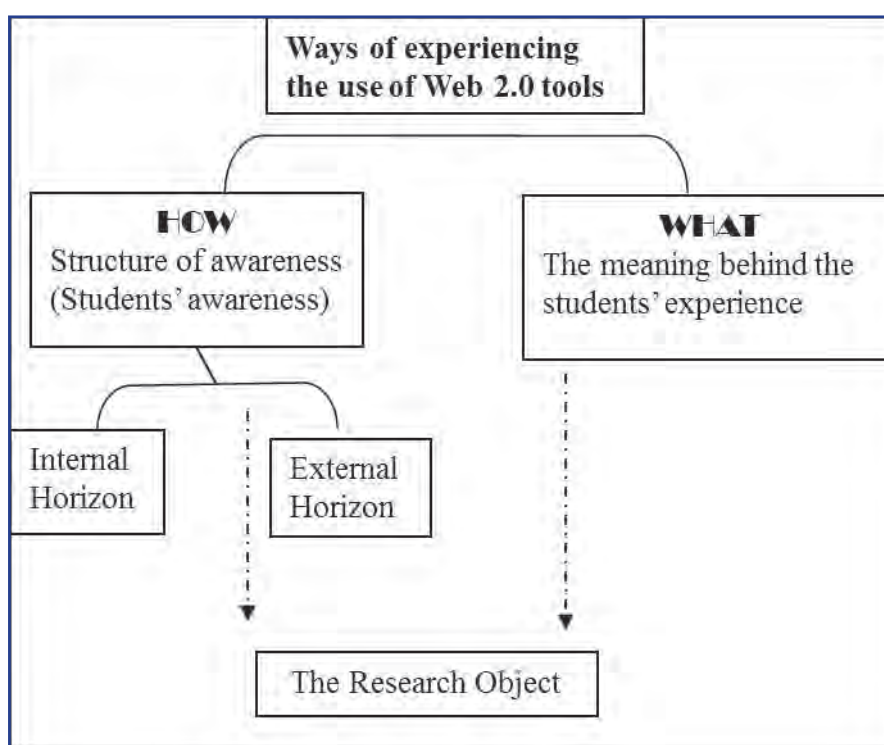 Ways of experiencing
the use of Web 2.0 tools
HOW
Structure of awareness
(Students' awareness)
WHAT
The meaning behind the
students' experience
Internal
Horizon
External
Horizon
The Research Object